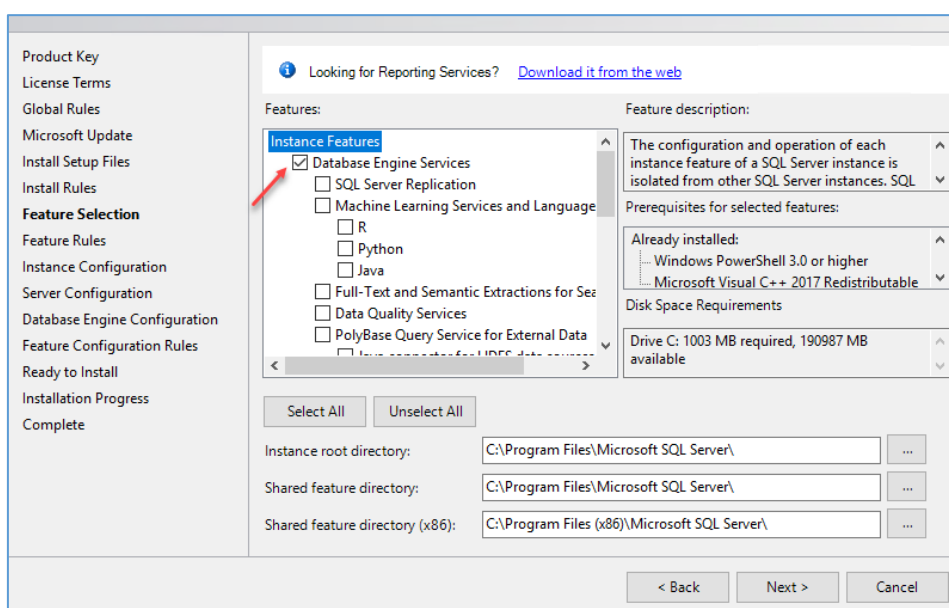 Product Key
License Terms
Global Rules
Microsoft Update
Install Setup Files
Install Rules
Feature Selection
Feature Rules
Instance Configuration
Server Configuration
Database Engine Configuration
Feature Configuration Rules
Ready to Install
Installation Progress
Complete
Looking for Reporting Services? Download it from the web
Features:
Instance Features
Database Engine Services
SQL Server Replication
Machine Learning Services and Language
R
Python
Java
Full-Text and Semantic Extractions for Sea
Data Quality Services
PolyBase Query Service for External Data
Java connector for HDFS data sources
Select All
Unselect All
Feature description:
The configuration and operation of each
instance feature of a SQL Server instance is
isolated from other SQL Server instances. SQL
Prerequisites for selected features:
Already installed:
Windows PowerShell 3.0 or higher
Microsoft Visual C++ 2017 Redistributable
Disk Space Requirements
Drive C: 1003 MB required, 190987 MB
available
Instance root directory: C:\Program Files\Microsoft SQL Server\ ...
Shared feature directory: C:\Program Files\Microsoft SQL Server\ ...
Shared feature directory (x86): C:\Program Files (x86)\Microsoft SQL Server\ ...
< Back
Next >
Cancel